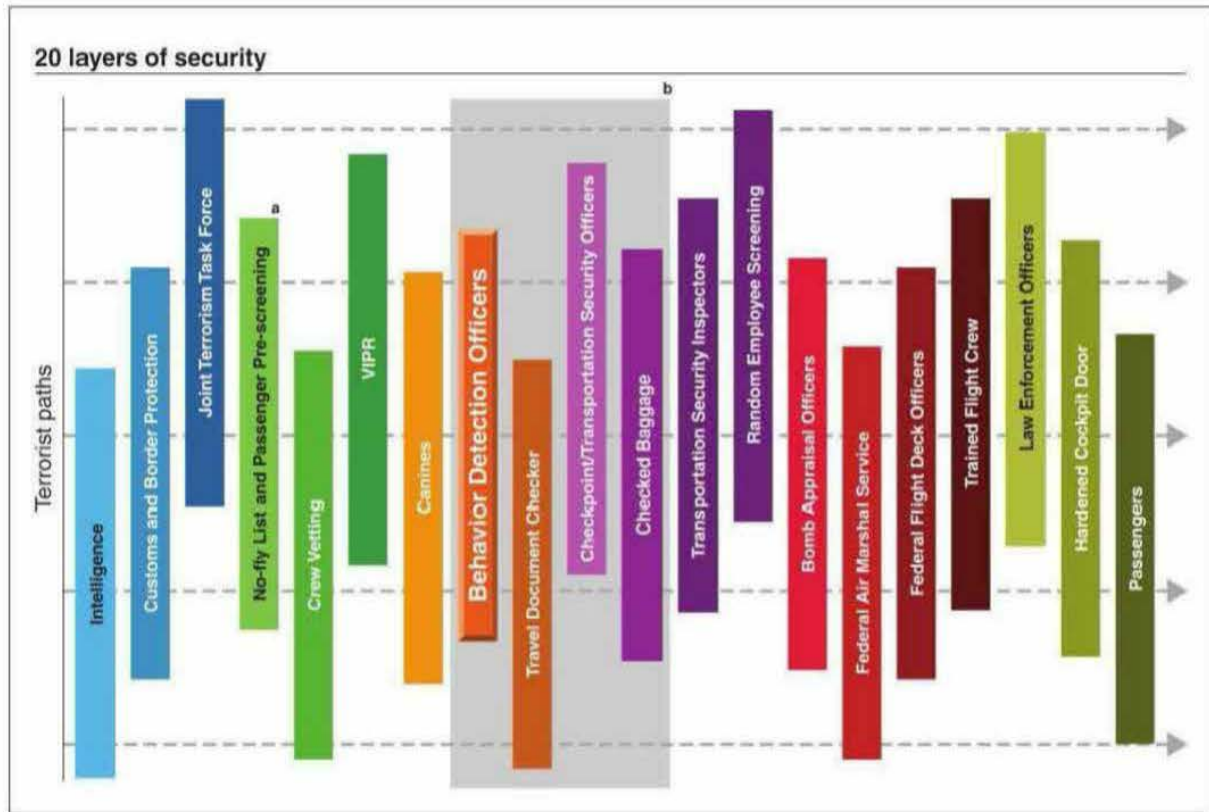 20 layers of security
b
a
Terrorist paths
Intelligence
Customs and Border Protection
Joint Terrorism Task Force
No-fly List and Passenger Pre-screening
Crew Vetting
VIPR
Canines
Behavior Detection Officers
Travel Document Checker
Checkpoint/Transportation Security Officers
Checked Baggage
Transportation Security Inspectors
Random Employee Screening
Bomb Appraisal Officers
Federal Air Marshal Service
Federal Flight Deck Officers
Trained Flight Crew
Law Enforcement Officers
Hardened Cockpit Door
Passengers